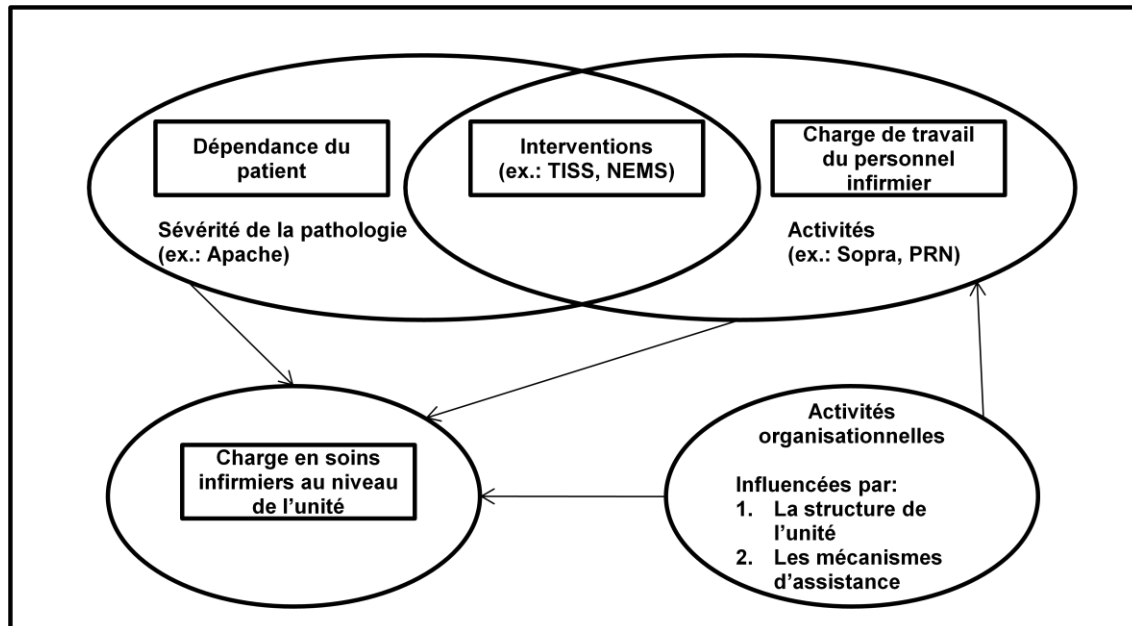 Dépendance du
patient
Sévérité de la pathologie
(ex.: Apache)
Interventions
(ex.: TISS, NEMS)
Charge de travail
du personnel
infirmier
Activités
(ex.: Sopra, PRN)
Charge en soins
infirmiers au niveau
de l’unité
Activités
organisationnelles
Influencées par:
1. La structure de
l’unité
2. Les mécanismes
d’assistance